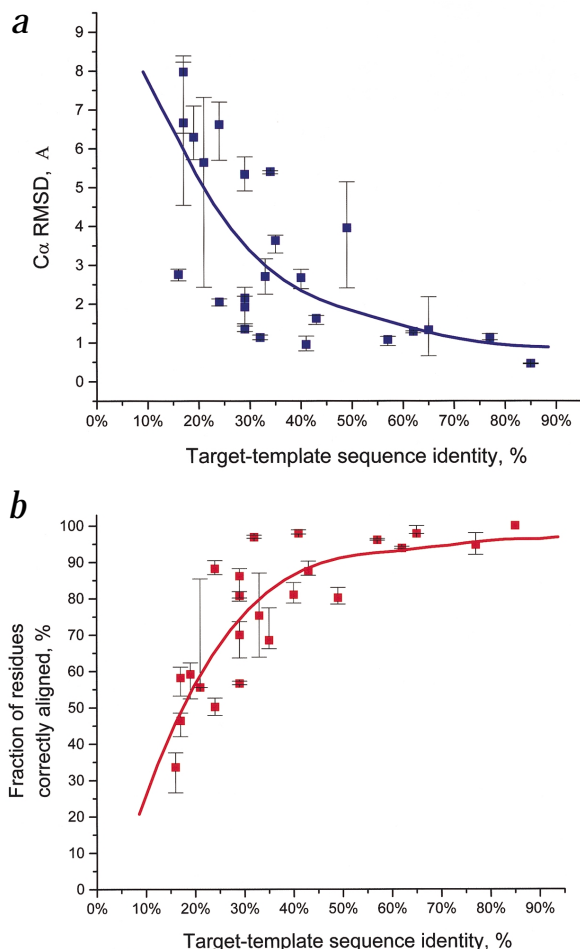 a
9
8
7
6
5
4
3
2
1
0
Cα RMSD, A
0% 10% 20% 30% 40% 50% 60% 70% 80% 90%
Target-template sequence identity, %
b
100
90
80
70
60
50
40
30
20
10
0
Fraction of residues
correctly aligned, %
0% 10% 20% 30% 40% 50% 60% 70% 80% 90%
Target-template sequence identity, %